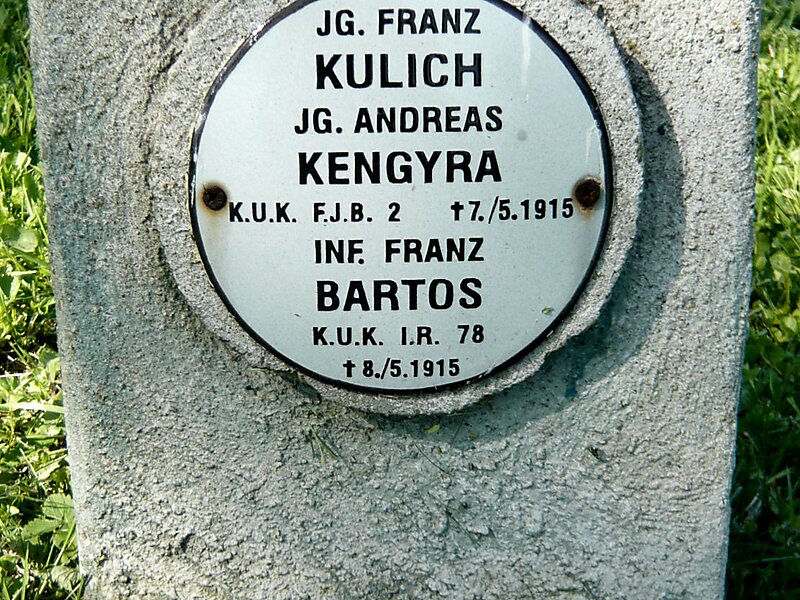 JG. FRANZ
KULICH
JG. ANDREAS
KENGYRA
K.U.K. F.J.B. 2 †7./5.1915
INF. FRANZ
BARTOS
K.U.K. I.R. 78
†8./5.1915